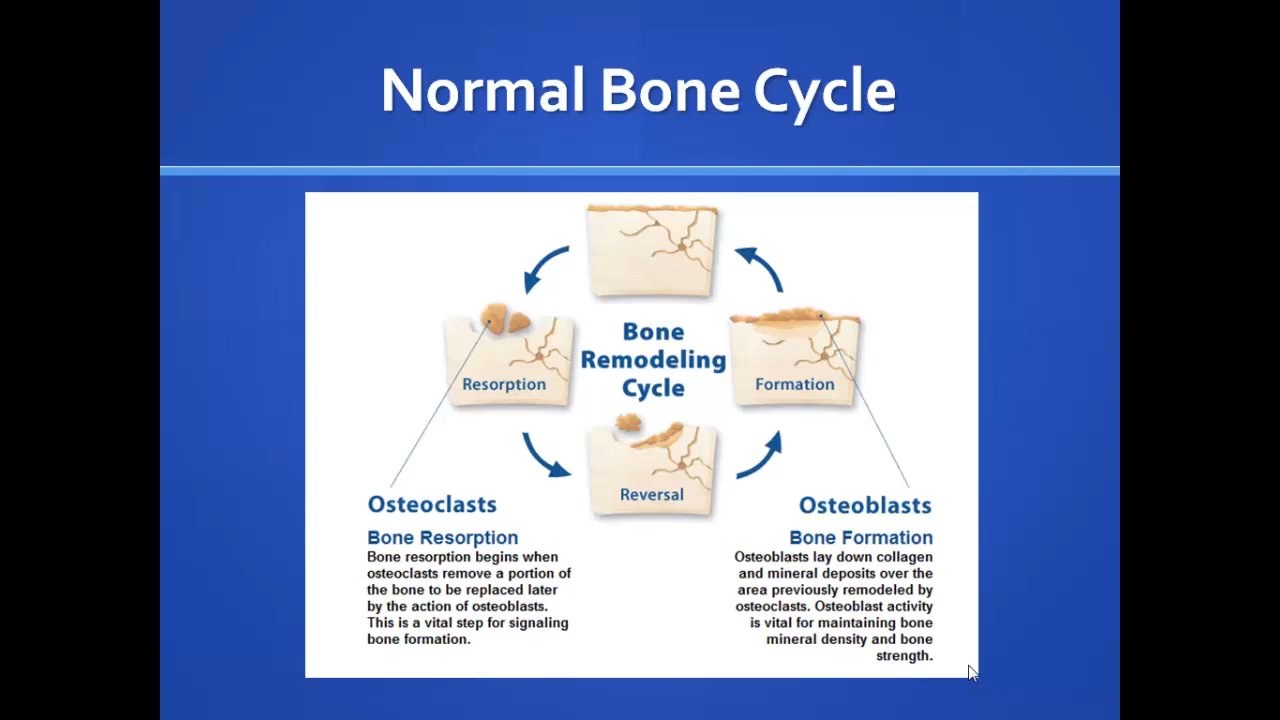 Normal Bone Cycle
Bone
Remodeling
Cycle
Resorption
Formation
Reversal
Osteoclasts
Bone Resorption
Bone resorption begins when
osteoclasts remove a portion of
the bone to be replaced later
by the action of osteoblasts.
This is a vital step for signaling
bone formation.
Osteoblasts
Bone Formation
Osteoblasts lay down collagen
and mineral deposits over the
area previously remodeled by
osteoclasts. Osteoblast activity
is vital for maintaining bone
mineral density and bone
strength.